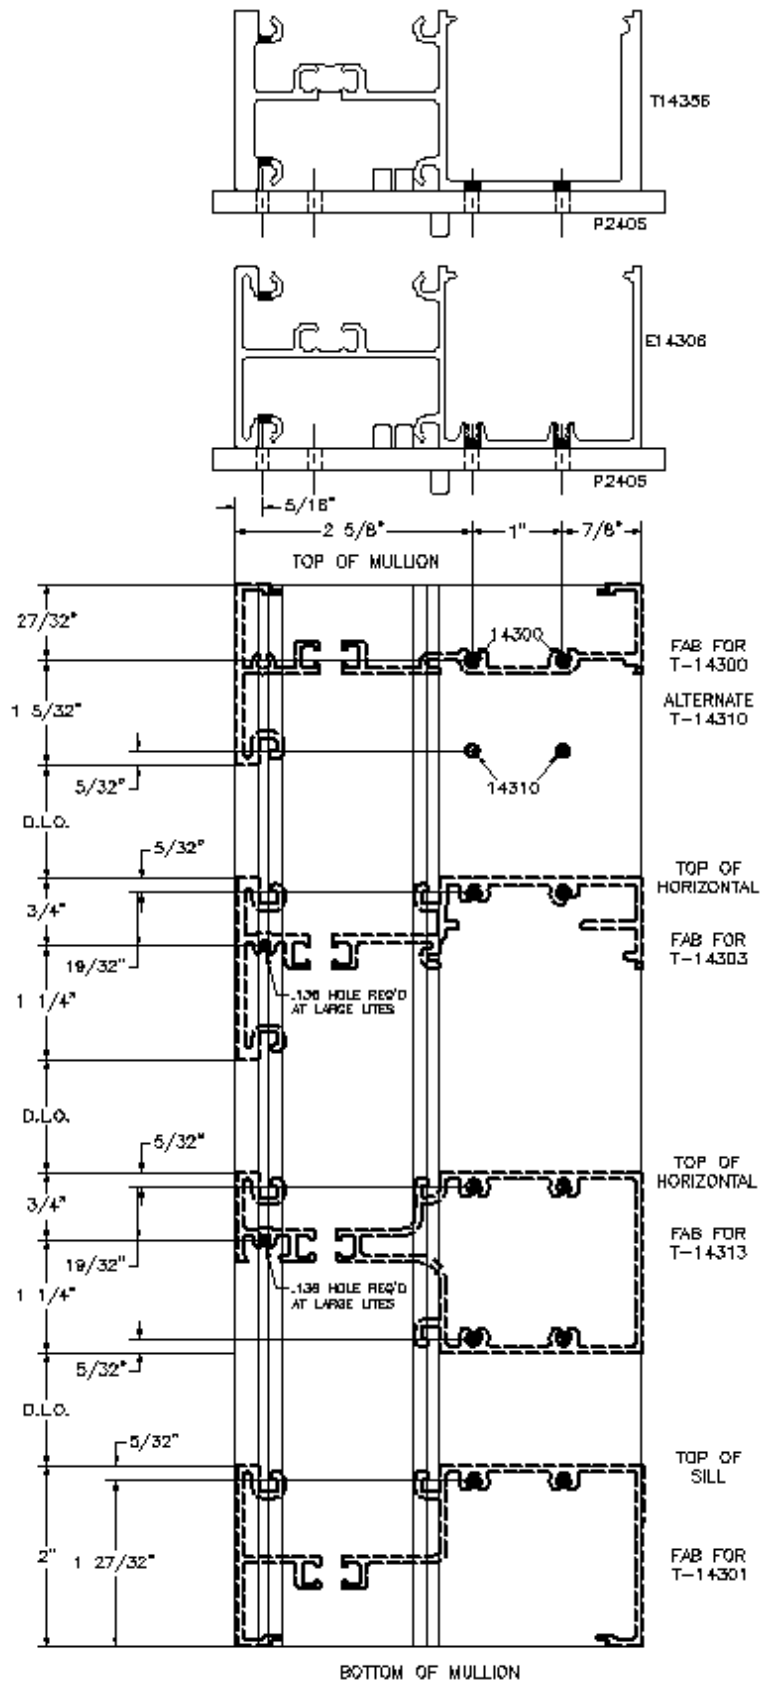 T14356
P2405
E14306
P2405
5/16"
2 5/8"
1"
7/8"
TOP OF MULLION
27/32"
14300
FAB FOR
T-14300
1 5/32"
ALTERNATE
T-14310
5/32"
14310
D.L.O.
5/32"
TOP OF
HORIZONTAL
3/4"
FAB FOR
T-14303
19/32"
1 1/4"
.136 HOLE REQ'D
AT LARGE LITES
D.L.O.
5/32"
TOP OF
HORIZONTAL
3/4"
FAB FOR
T-14313
19/32"
1 1/4"
.136 HOLE REQ'D
AT LARGE LITES
5/32"
D.L.O.
5/32"
TOP OF
SILL
2"
1 27/32"
FAB FOR
T-14301
BOTTOM OF MULLION